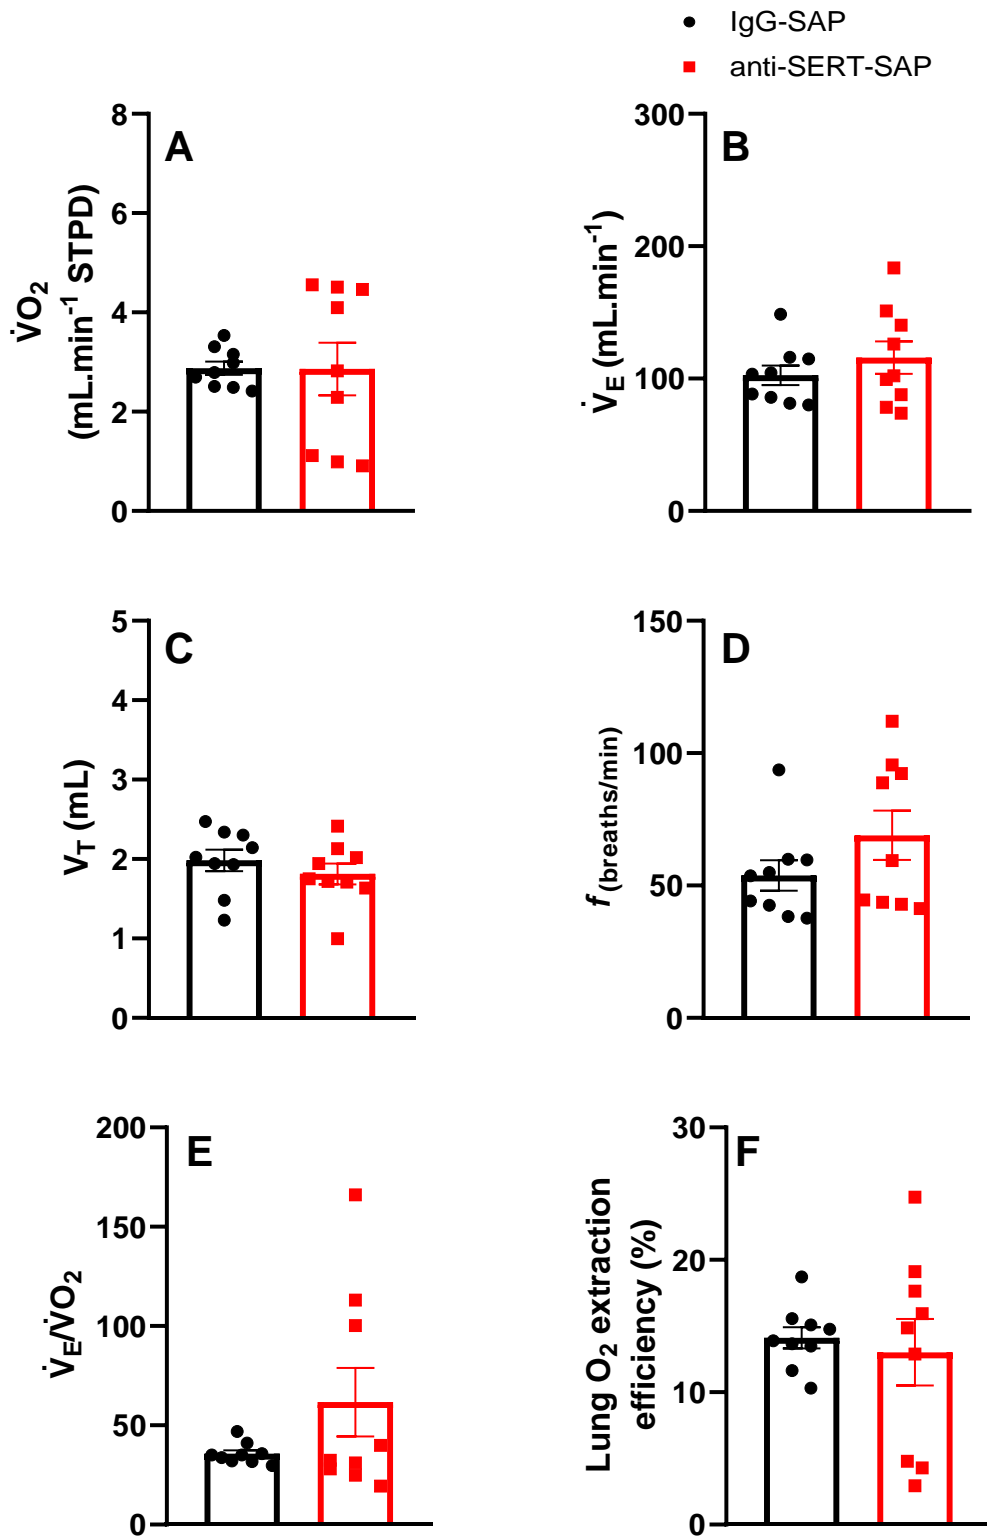 IgG-SAP
anti-SERT-SAP
A
V̇O₂
(mL.min⁻¹ STPD)
8
6
4
2
0
B
V̇E (mL.min⁻¹)
300
200
100
0
C
VT (mL)
5
4
3
2
1
0
D
f (breaths/min)
150
100
50
0
E
V̇E/V̇O₂
200
150
100
50
0
F
Lung O₂ extraction
efficiency (%)
30
20
10
0